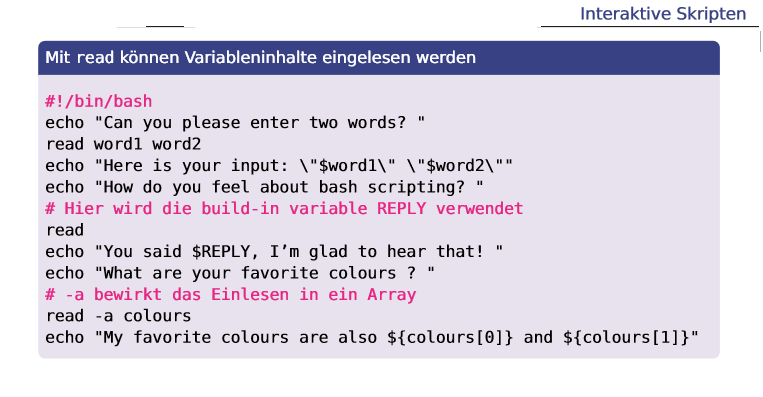 Interaktive Skripten
Mit read können Variableninhalte eingelesen werden
#!/bin/bash
echo "Can you please enter two words? "
read word1 word2
echo "Here is your input: \"$word1\" \"$word2\""
echo "How do you feel about bash scripting? "
# Hier wird die build-in variable REPLY verwendet
read
echo "You said $REPLY, I’m glad to hear that! "
echo "What are your favorite colours ? "
# -a bewirkt das Einlesen in ein Array
read -a colours
echo "My favorite colours are also ${colours[0]} and ${colours[1]}"